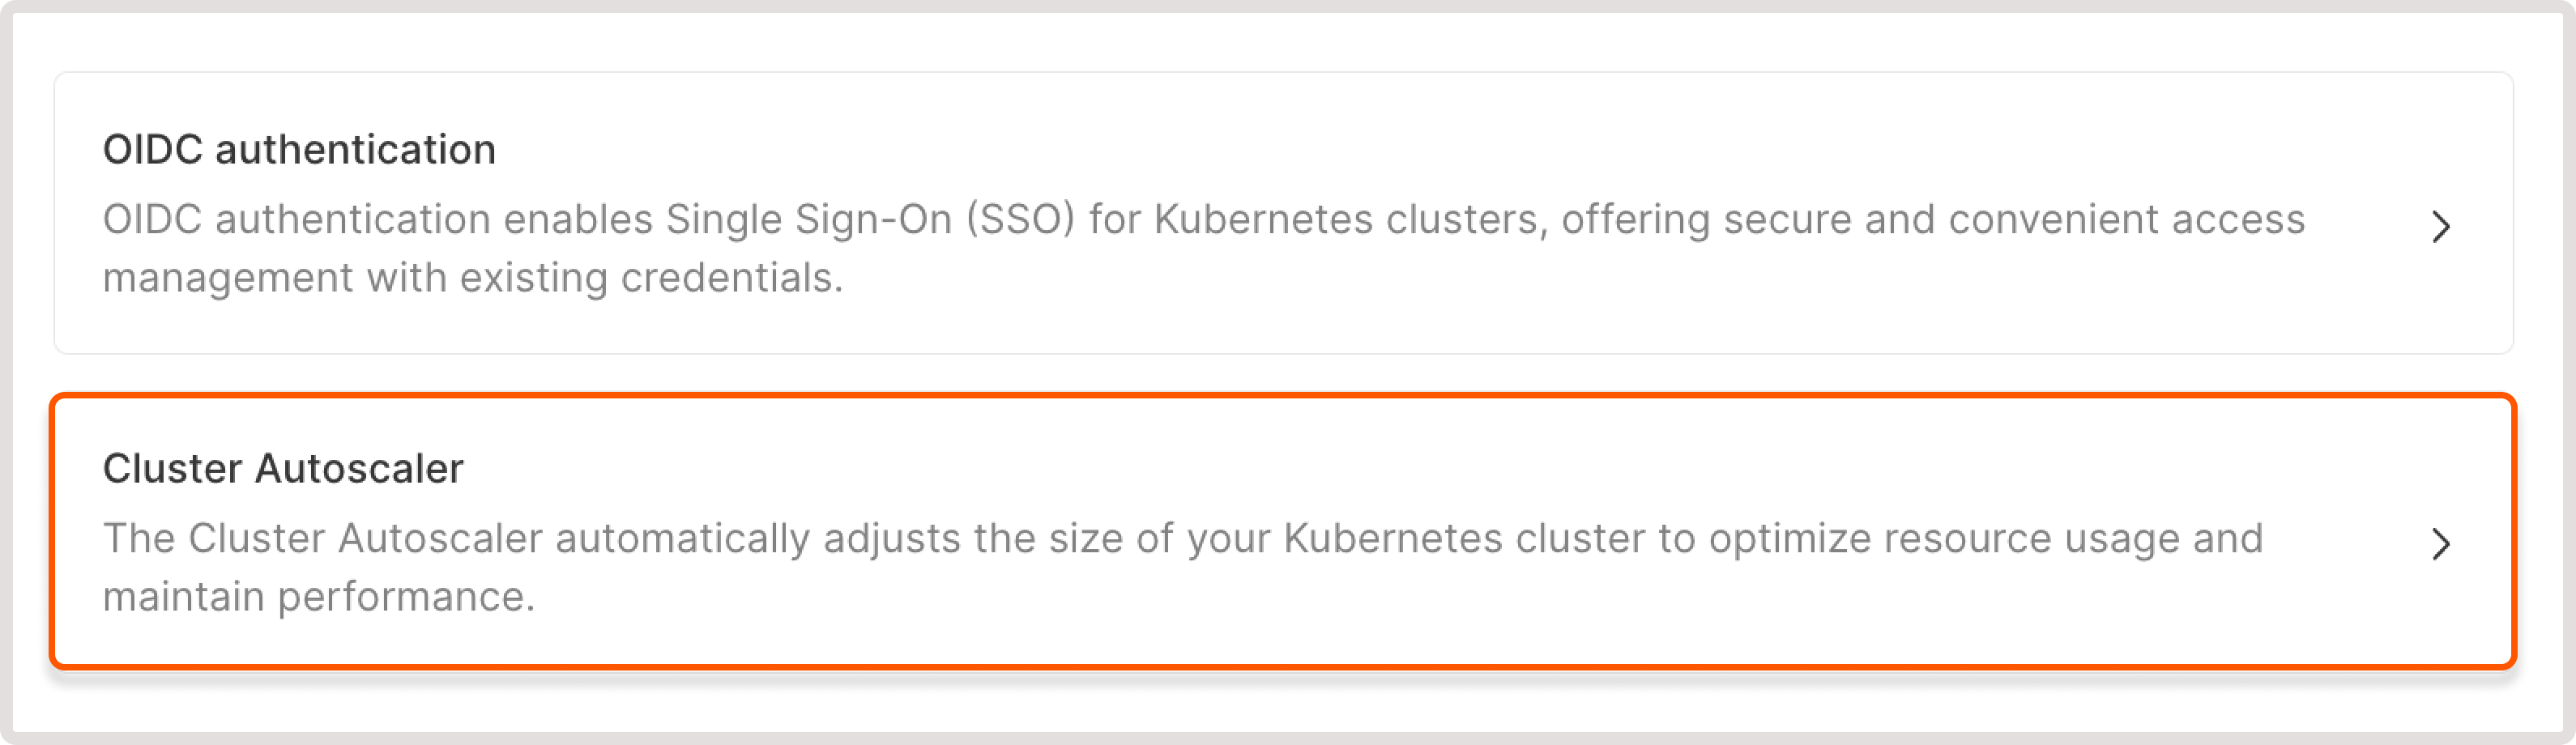 OIDC authentication
OIDC authentication enables Single Sign-On (SSO) for Kubernetes clusters, offering secure and convenient access
management with existing credentials.
Cluster Autoscaler
The Cluster Autoscaler automatically adjusts the size of your Kubernetes cluster to optimize resource usage and
maintain performance.